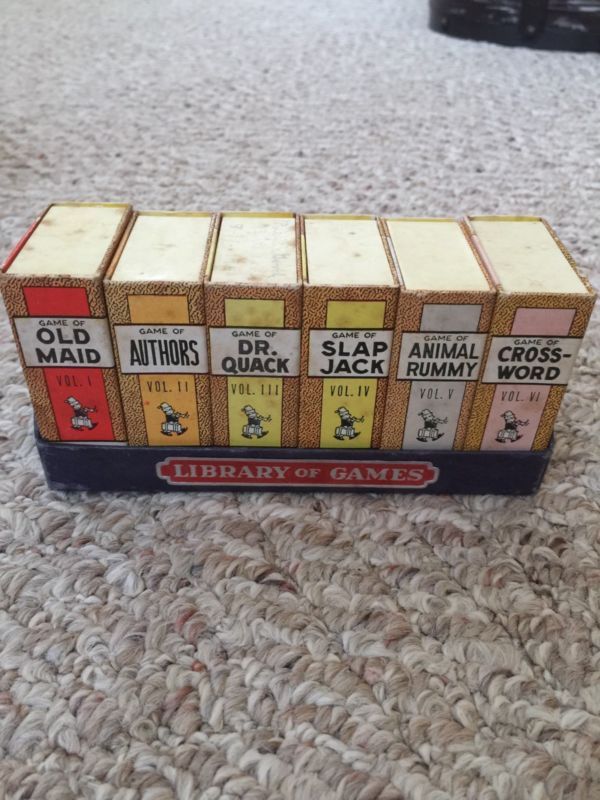 GAME OF
OLD
MAID
VOL. I
GAME OF
AUTHORS
VOL. II
GAME OF
DR.
QUACK
VOL. III
GAME OF
SLAP
JACK
VOL. IV
GAME OF
ANIMAL
RUMMY
VOL. V
GAME OF
CROSS-
WORD
VOL. VI
LIBRARY OF GAMES